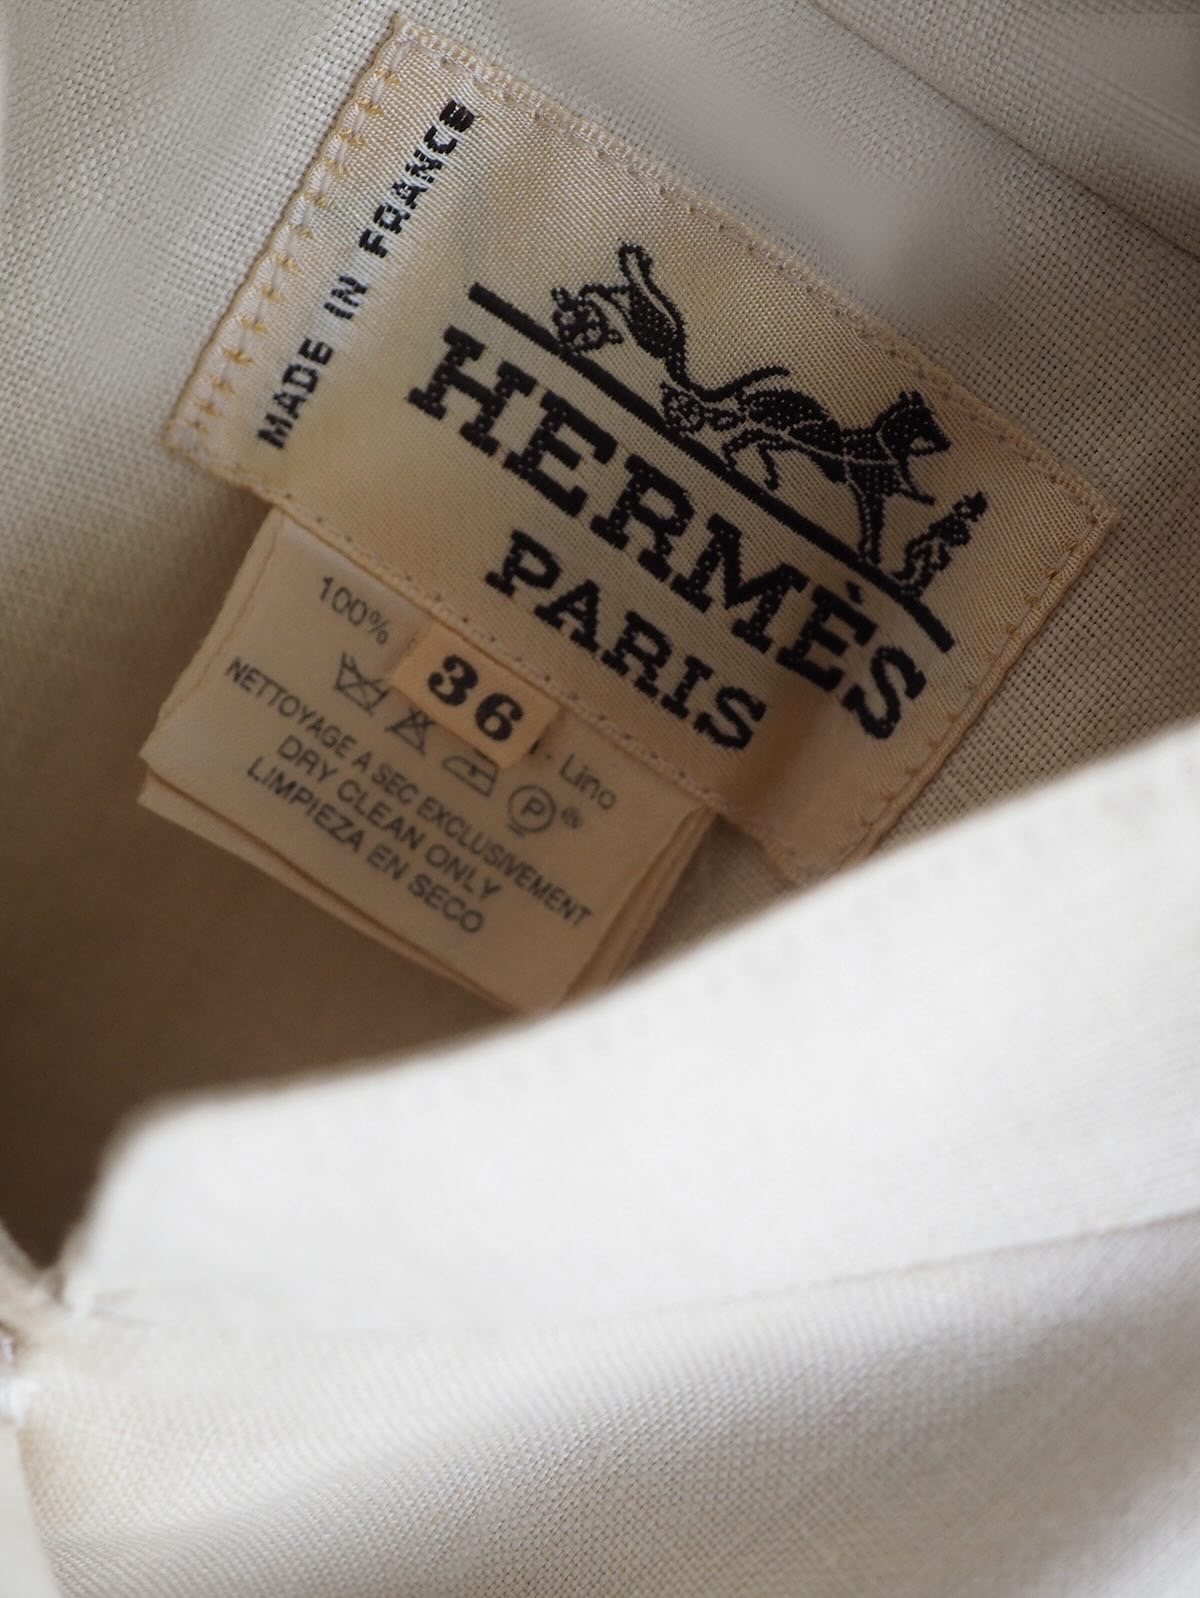 MADE IN FRANCE
HERMÈS
PARIS
36
100%
Lino
P
NETTOYAGE A SEC EXCLUSIVEMENT
DRY CLEAN ONLY
LIMPIEZA EN SECO